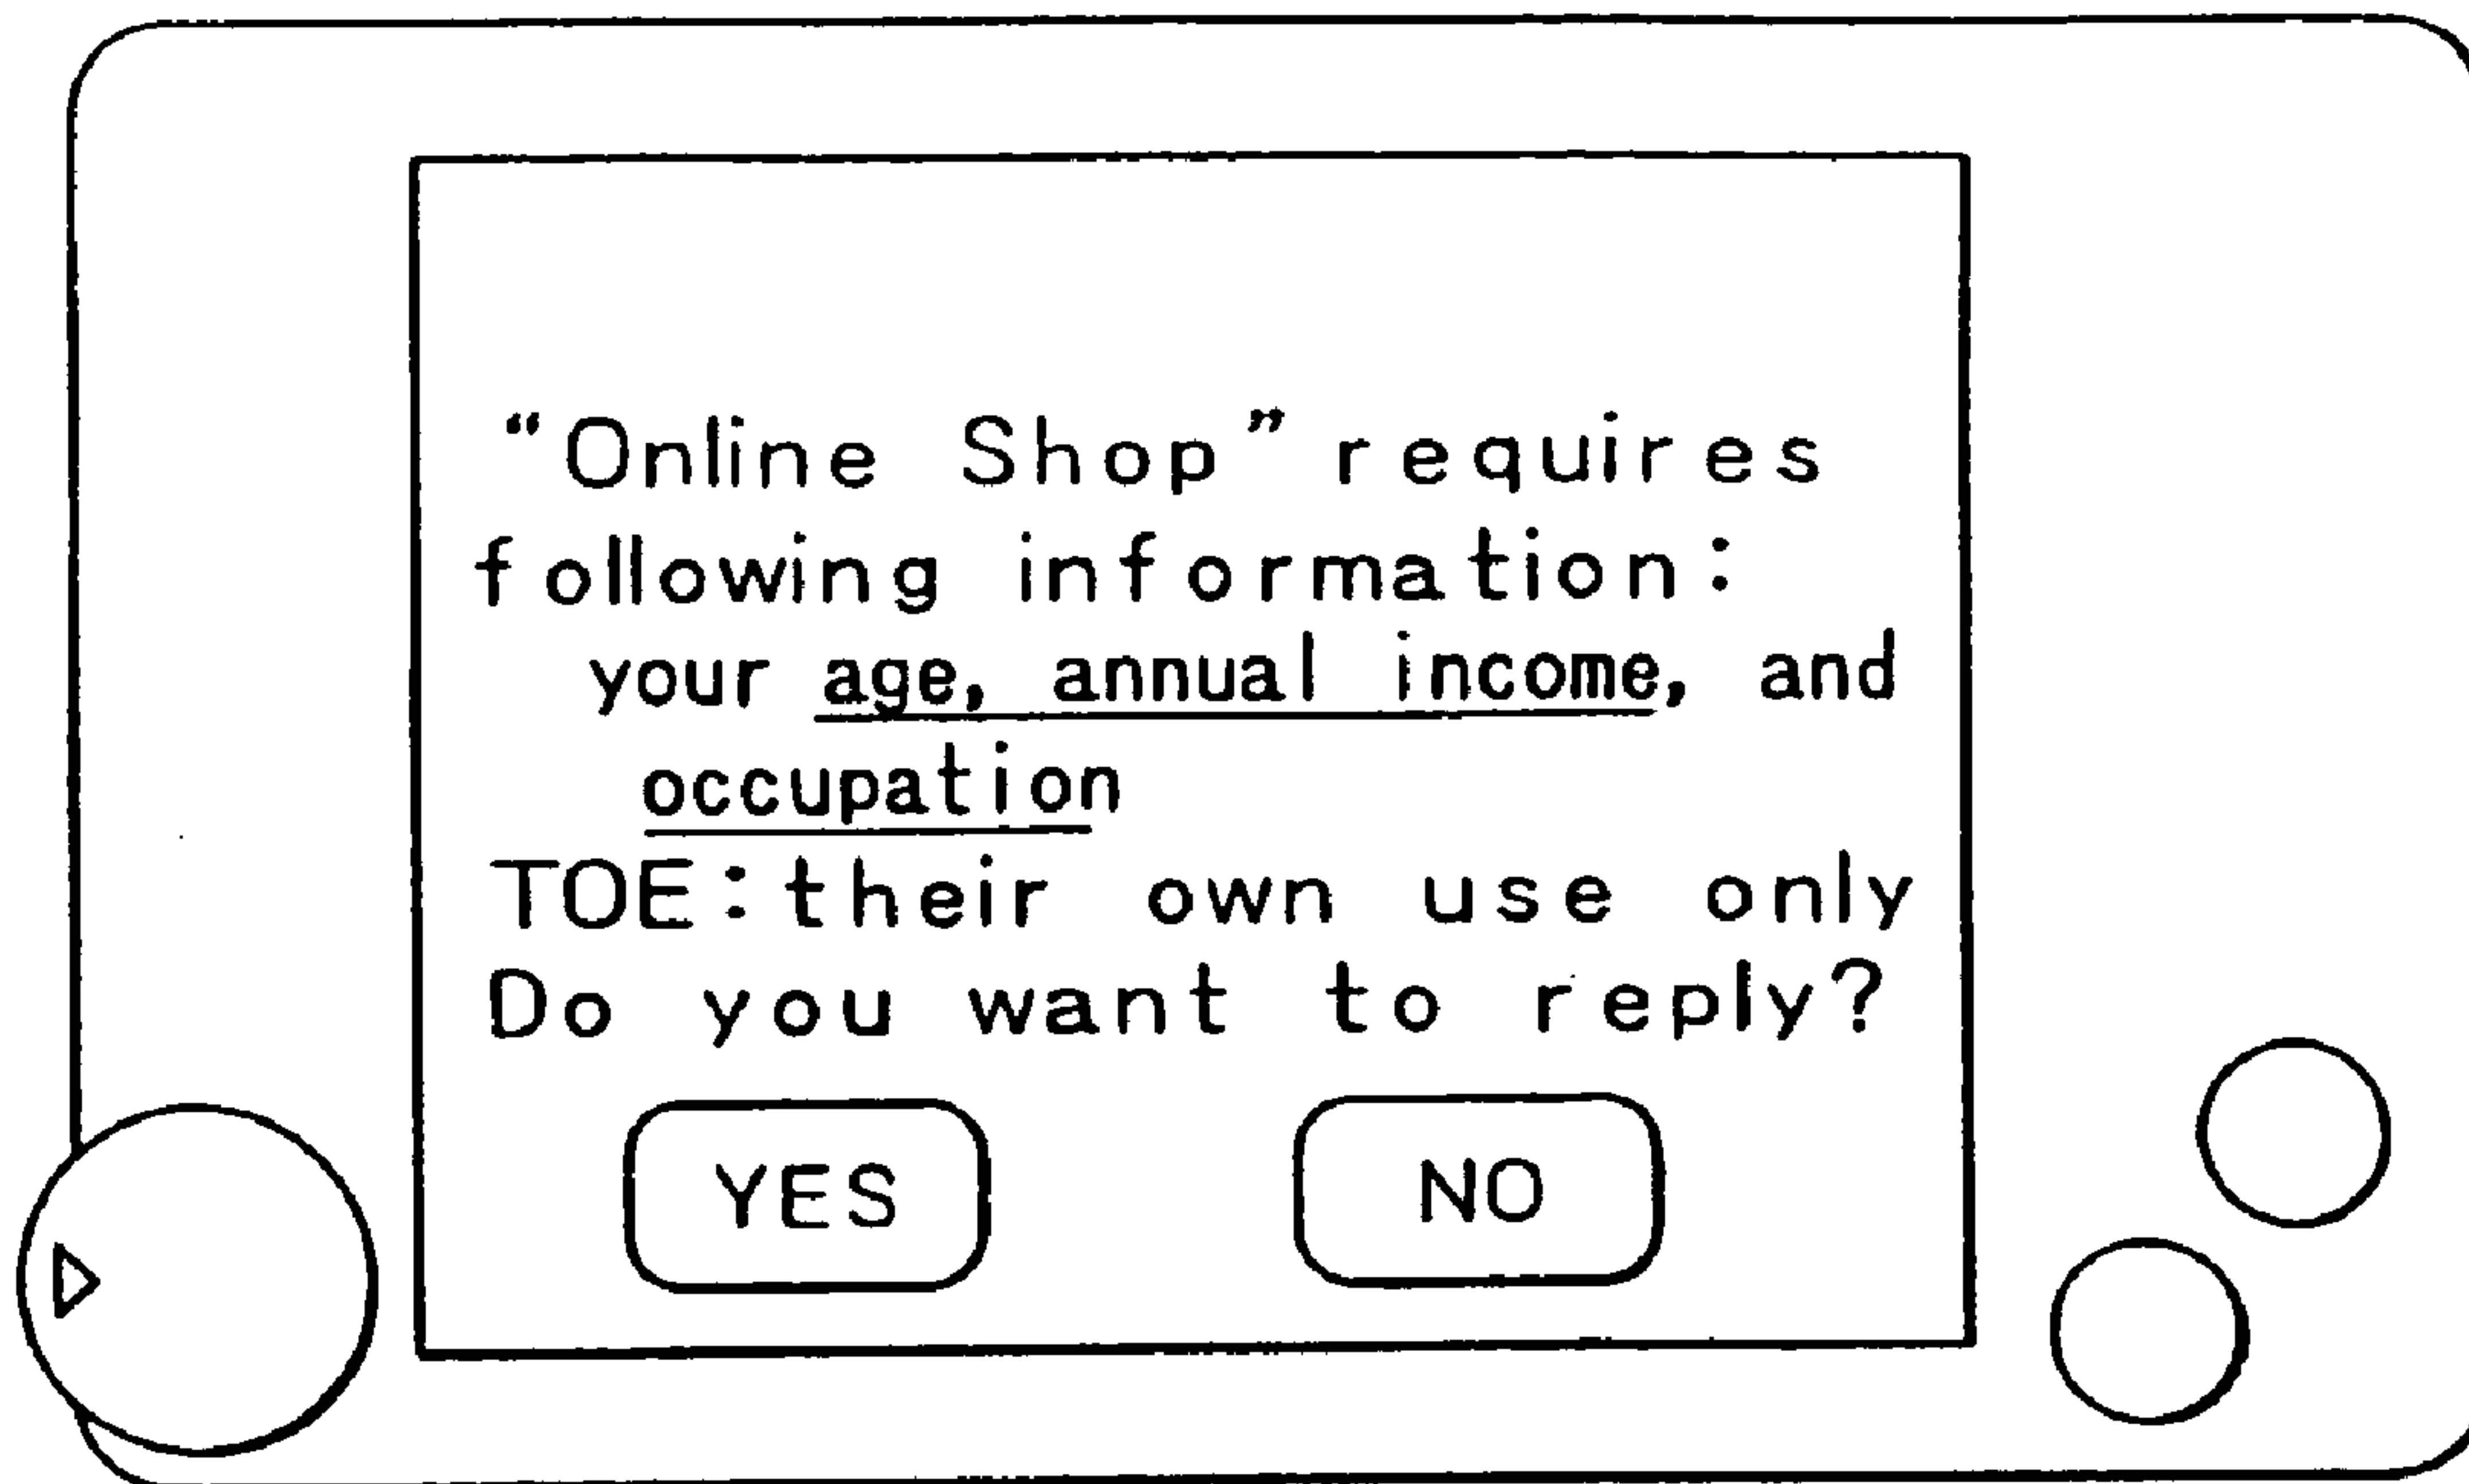 “Online Shop” requires
following information:
your age, annual income, and
occupation
TOE: their own use only
Do you want to reply?
YES NO